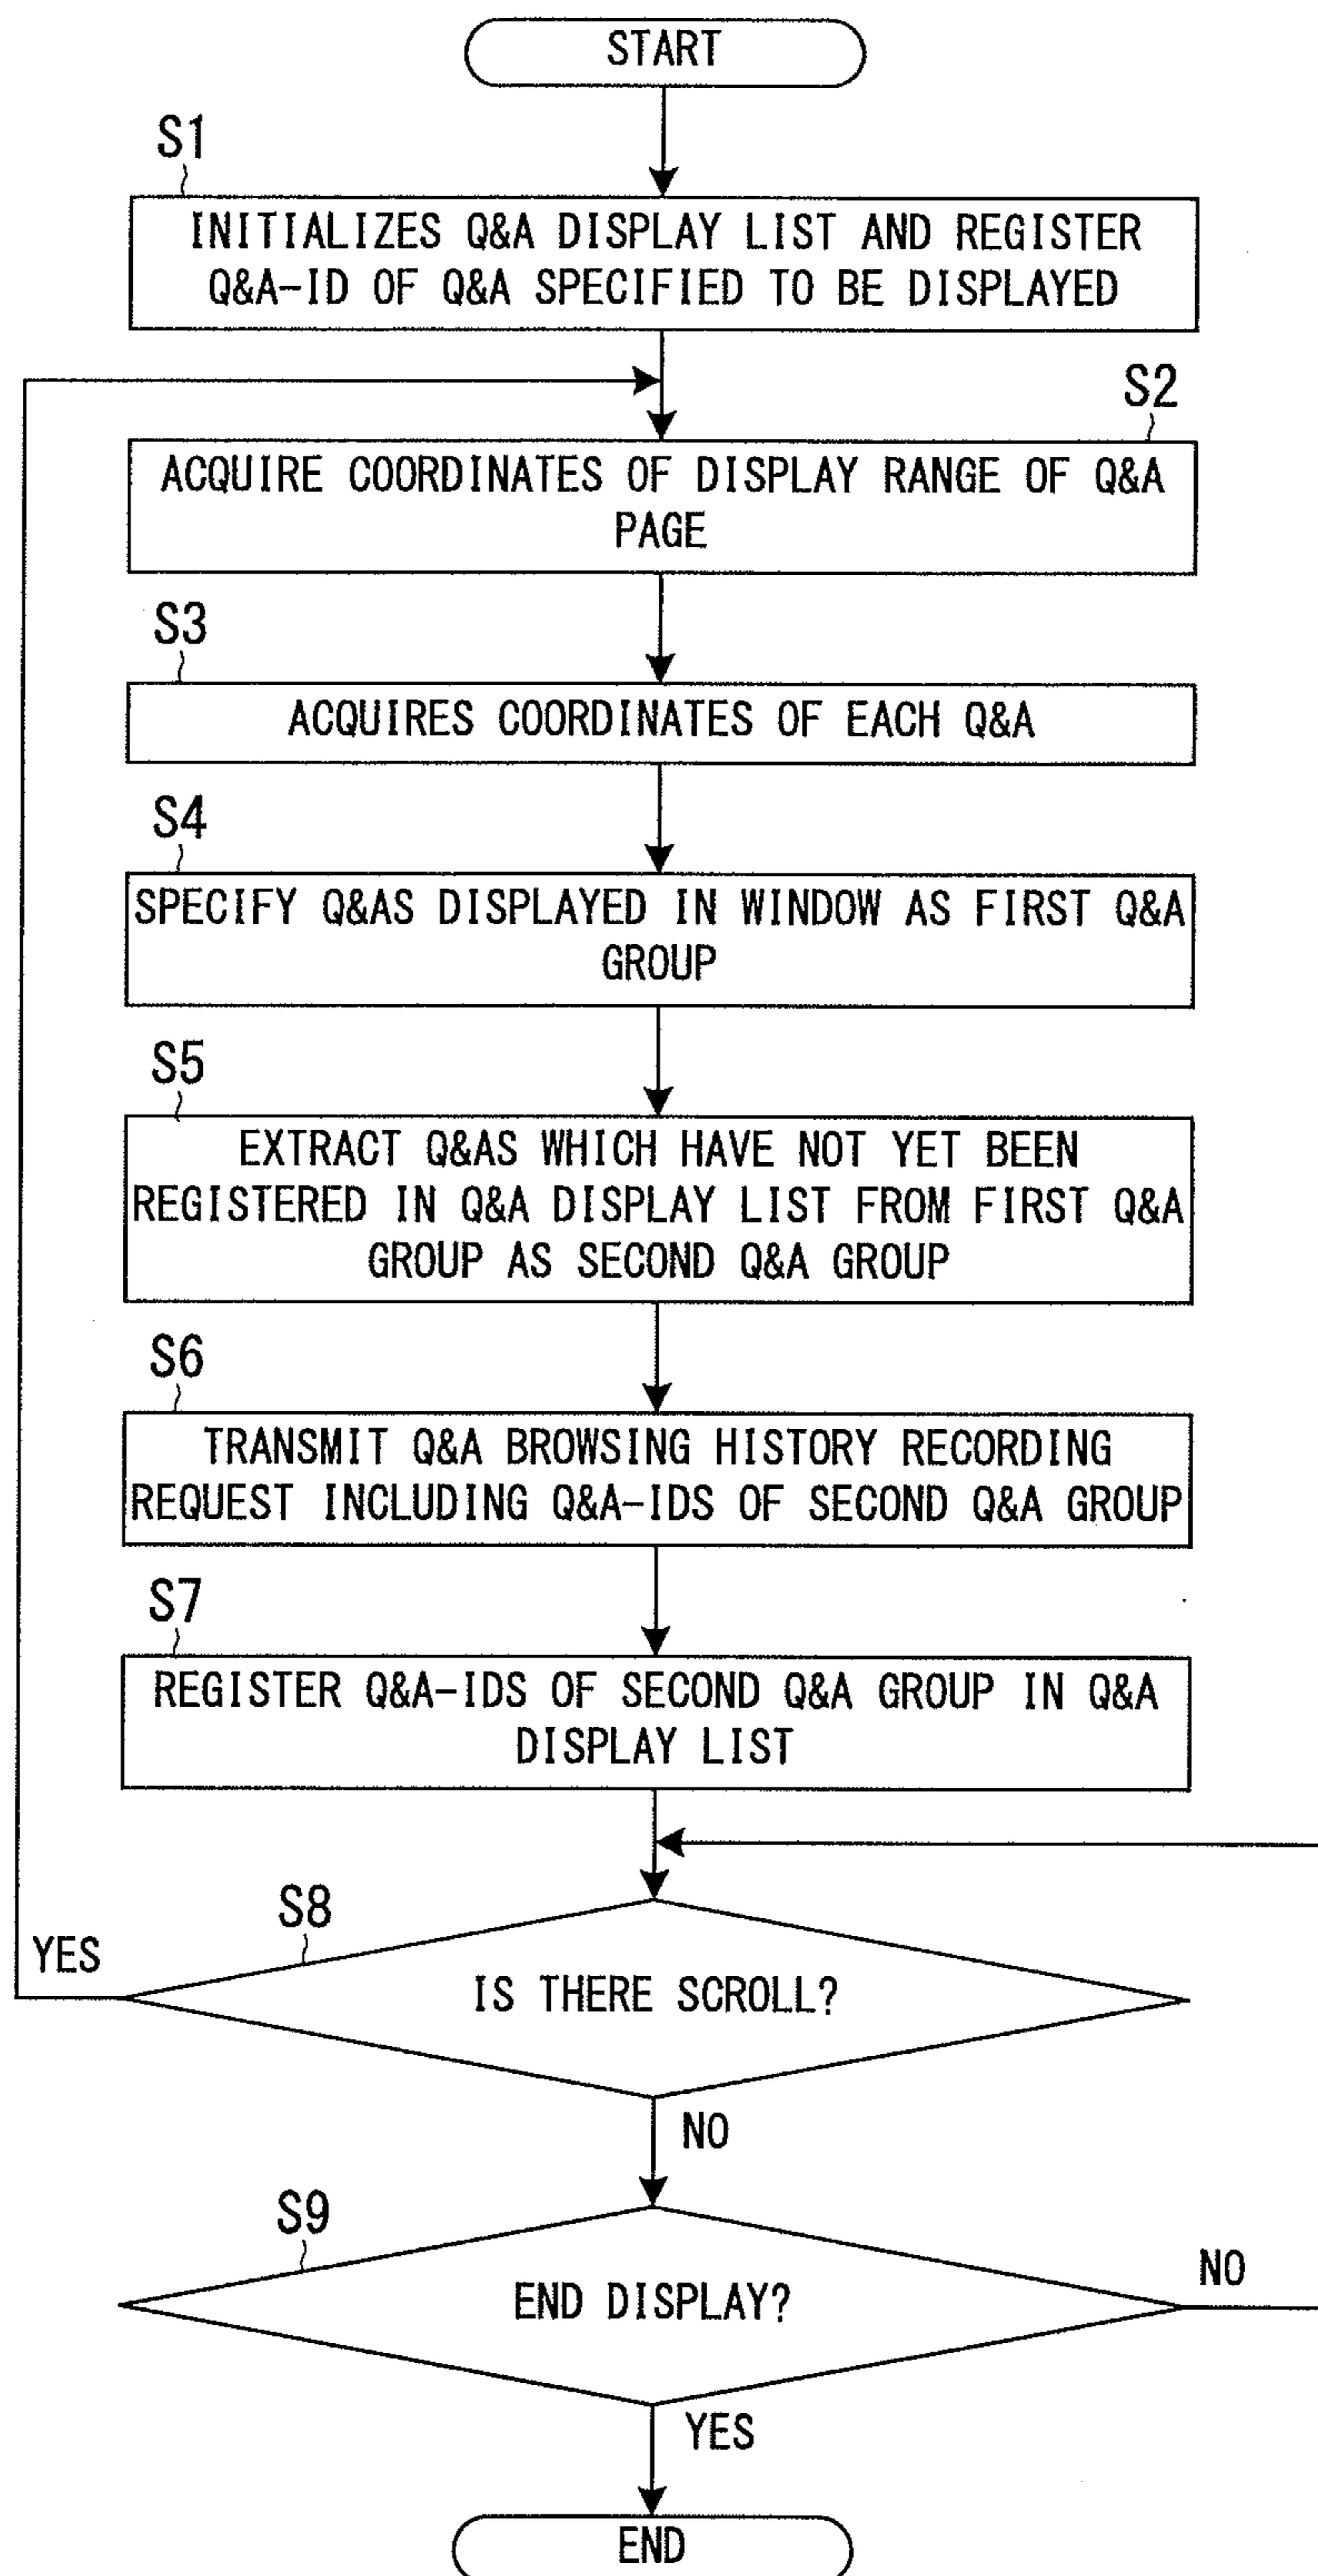 START
S1
INITIALIZES Q&A DISPLAY LIST AND REGISTER
Q&A-ID OF Q&A SPECIFIED TO BE DISPLAYED
S2
ACQUIRE COORDINATES OF DISPLAY RANGE OF Q&A
PAGE
S3
ACQUIRES COORDINATES OF EACH Q&A
S4
SPECIFY Q&AS DISPLAYED IN WINDOW AS FIRST Q&A
GROUP
S5
EXTRACT Q&AS WHICH HAVE NOT YET BEEN
REGISTERED IN Q&A DISPLAY LIST FROM FIRST Q&A
GROUP AS SECOND Q&A GROUP
S6
TRANSMIT Q&A BROWSING HISTORY RECORDING
REQUEST INCLUDING Q&A-IDS OF SECOND Q&A GROUP
S7
REGISTER Q&A-IDS OF SECOND Q&A GROUP IN Q&A
DISPLAY LIST
S8
YES
IS THERE SCROLL?
NO
S9
END DISPLAY?
NO
YES
END